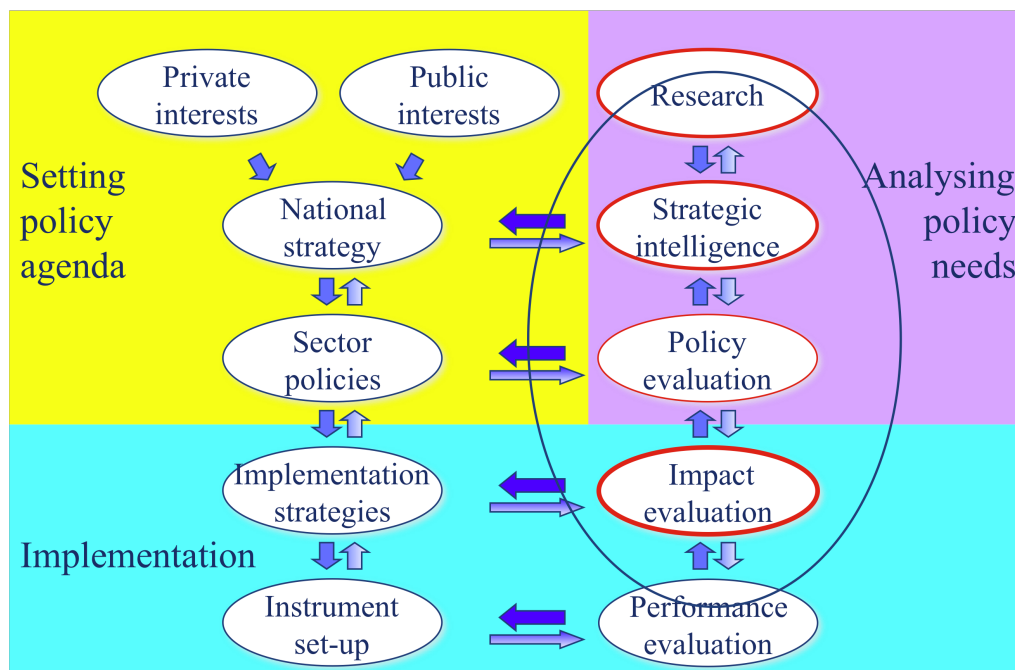 Private
interests
Public
interests
Research
Setting
policy
agenda
Analysing
policy
needs
National
strategy
Strategic
intelligence
Sector
policies
Policy
evaluation
Implementation
strategies
Impact
evaluation
Implementation
Instrument
set-up
Performance
evaluation